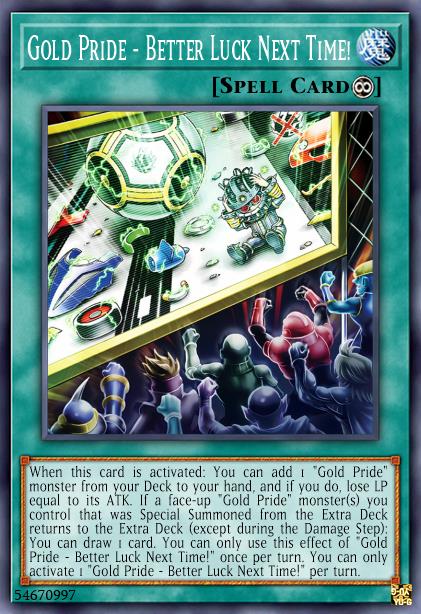 Gold Pride - Better Luck Next Time!
魔
[Spell Card]
When this card is activated: You can add 1 "Gold Pride"
monster from your Deck to your hand, and if you do, lose LP
equal to its ATK. If a face-up "Gold Pride" monster(s) you
control that was Special Summoned from the Extra Deck
returns to the Extra Deck (except during the Damage Step):
You can draw 1 card. You can only use this effect of "Gold
Pride - Better Luck Next Time!" once per turn. You can only
activate 1 "Gold Pride - Better Luck Next Time!" per turn.
54670997